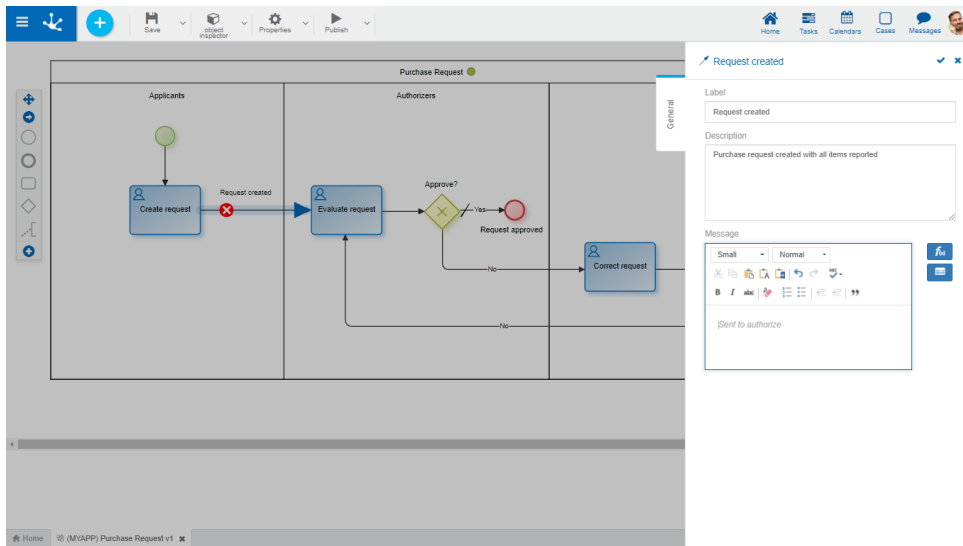 Save
object
inspector
Properties
Publish
Home
Tasks
Calendars
Cases
Messages
Purchase Request
Applicants
Authorizers
Create request
Request created
Evaluate request
Approve?
Yes
Request approved
No
Correct request
No
General
Request created
Label
Request created
Description
Purchase request created with all items reported
Message
Small
Normal
f(x)
ABC
B I abc
Sent to authorize
Home
(MYAPP) Purchase Request v1